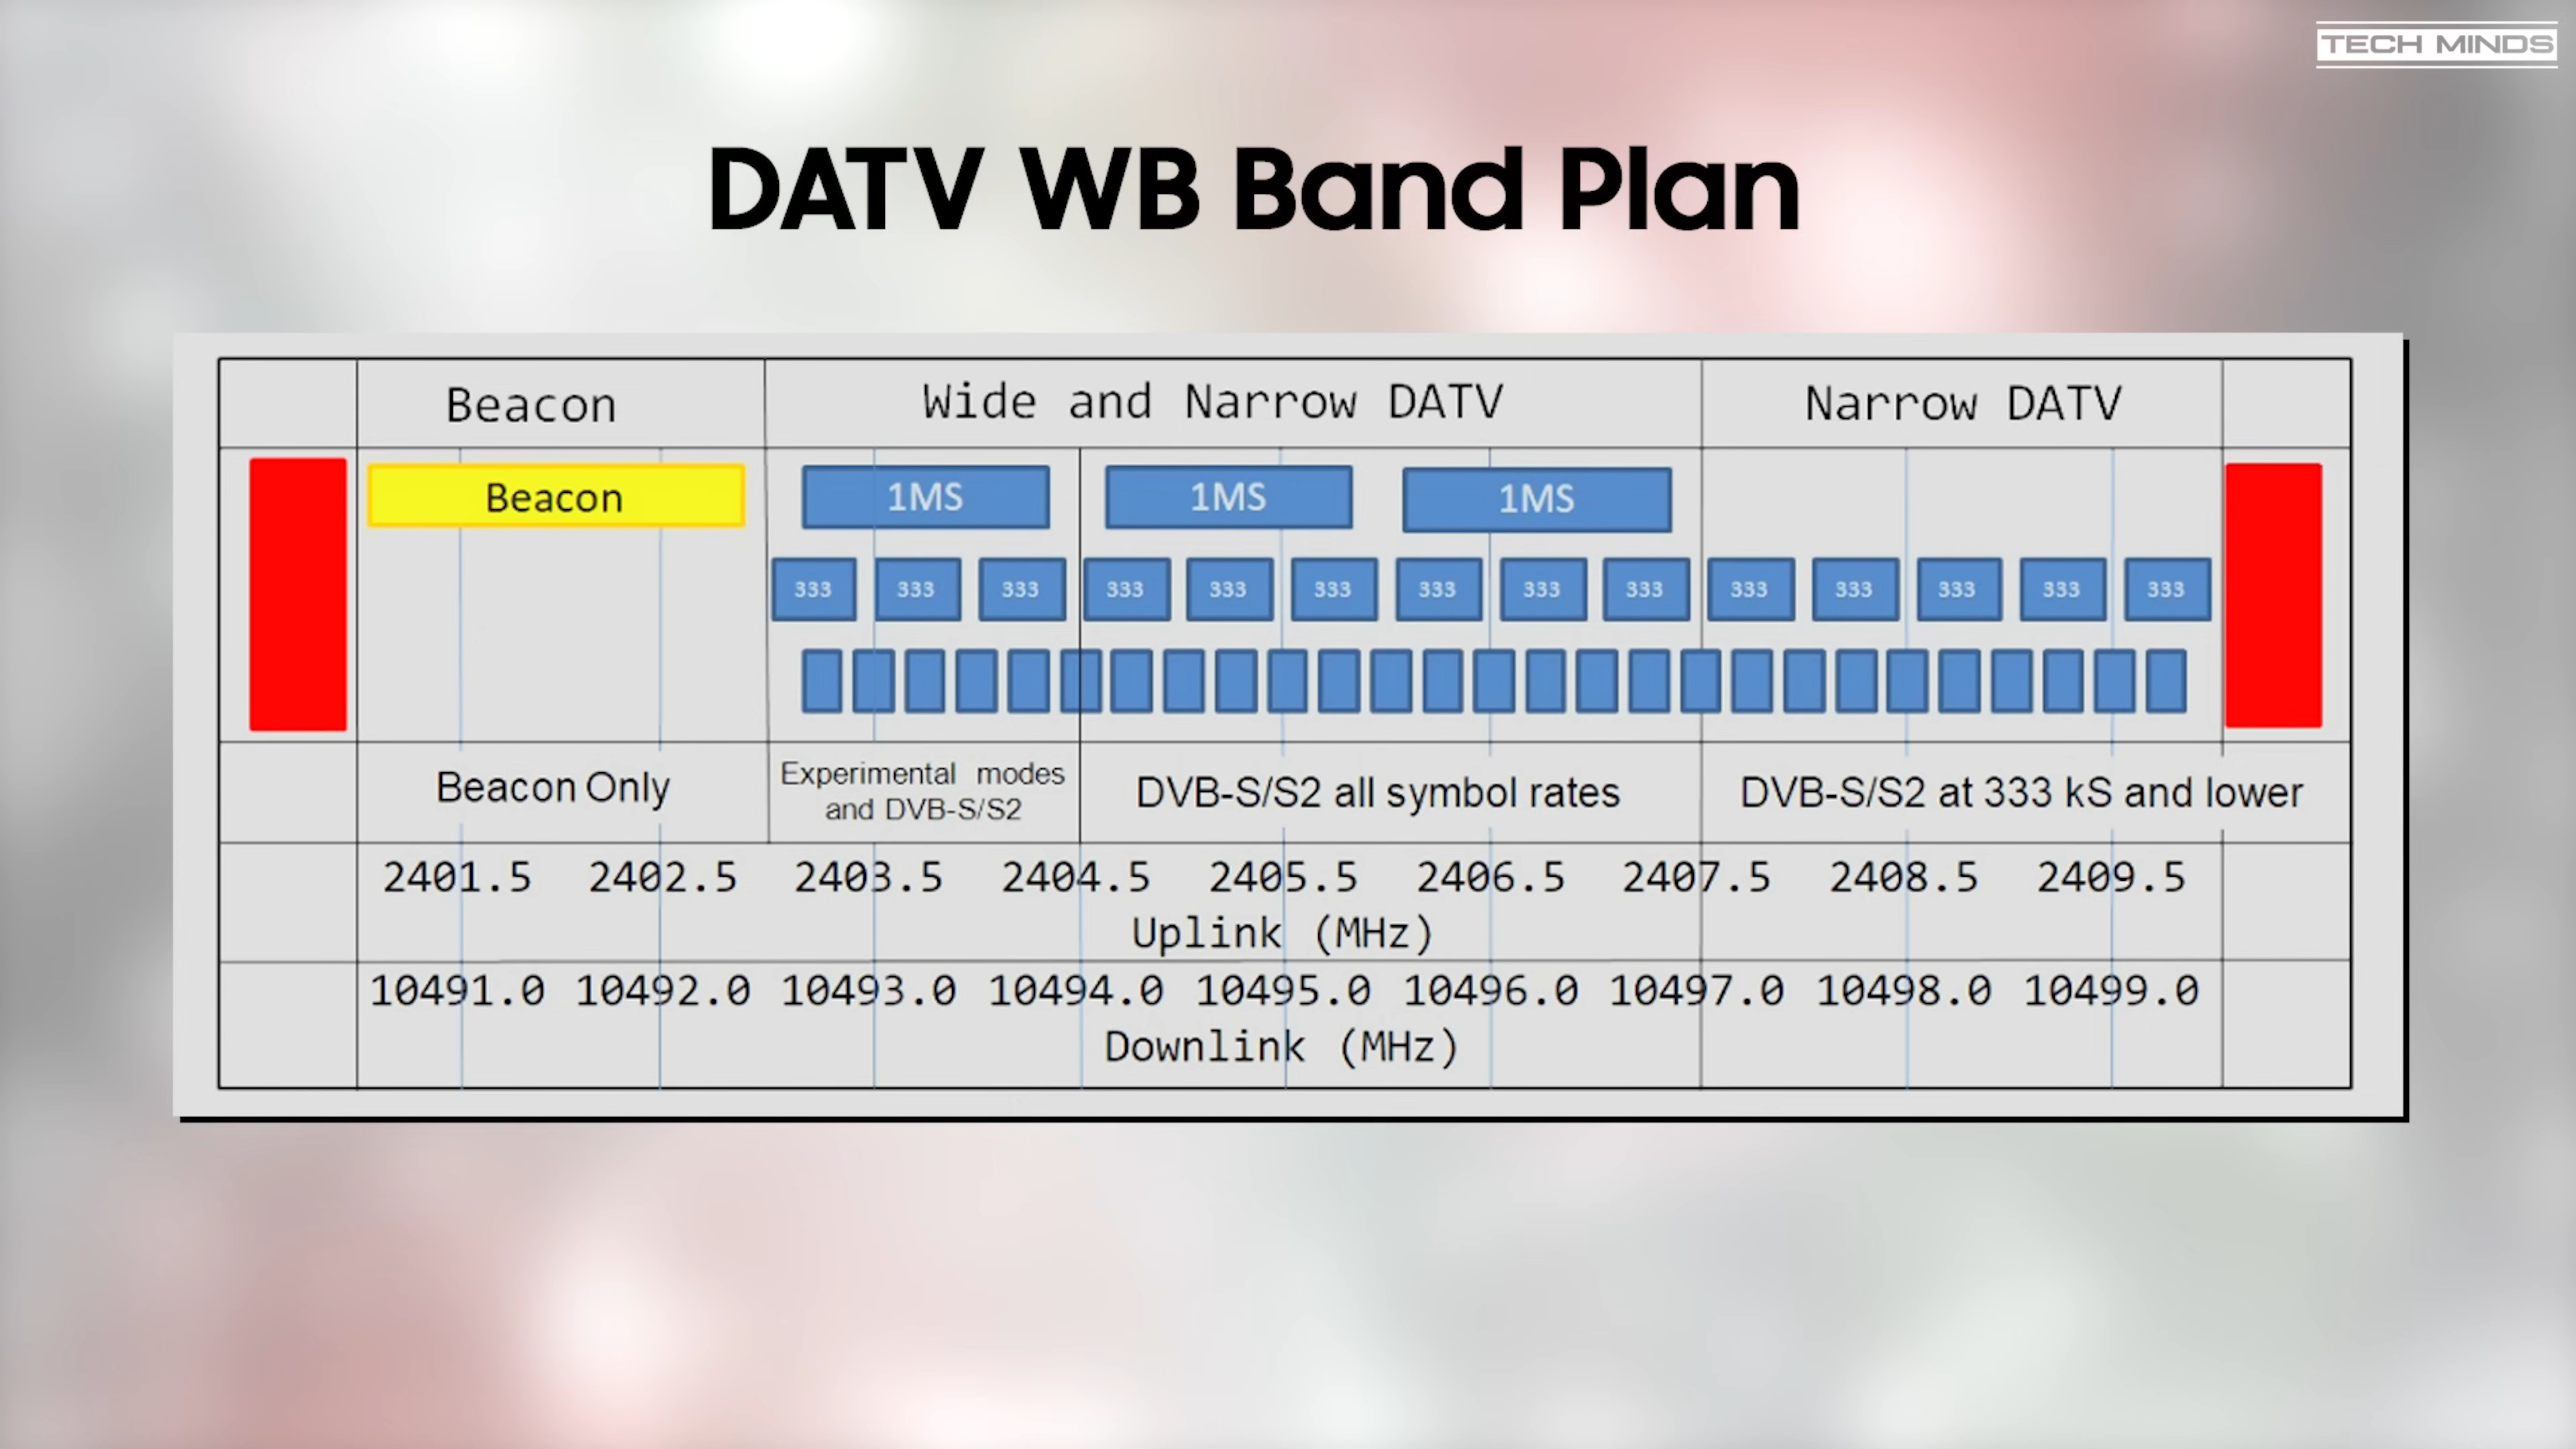 TECH MINDS
DATV WB Band Plan
Beacon Wide and Narrow DATV Narrow DATV
Beacon 1MS 1MS 1MS
333 333 333 333 333 333 333 333 333 333 333 333 333 333
Beacon Only Experimental modes and DVB-S/S2 DVB-S/S2 all symbol rates DVB-S/S2 at 333 kS and lower
2401.5 2402.5 2403.5 2404.5 2405.5 2406.5 2407.5 2408.5 2409.5
Uplink (MHz)
10491.0 10492.0 10493.0 10494.0 10495.0 10496.0 10497.0 10498.0 10499.0
Downlink (MHz)